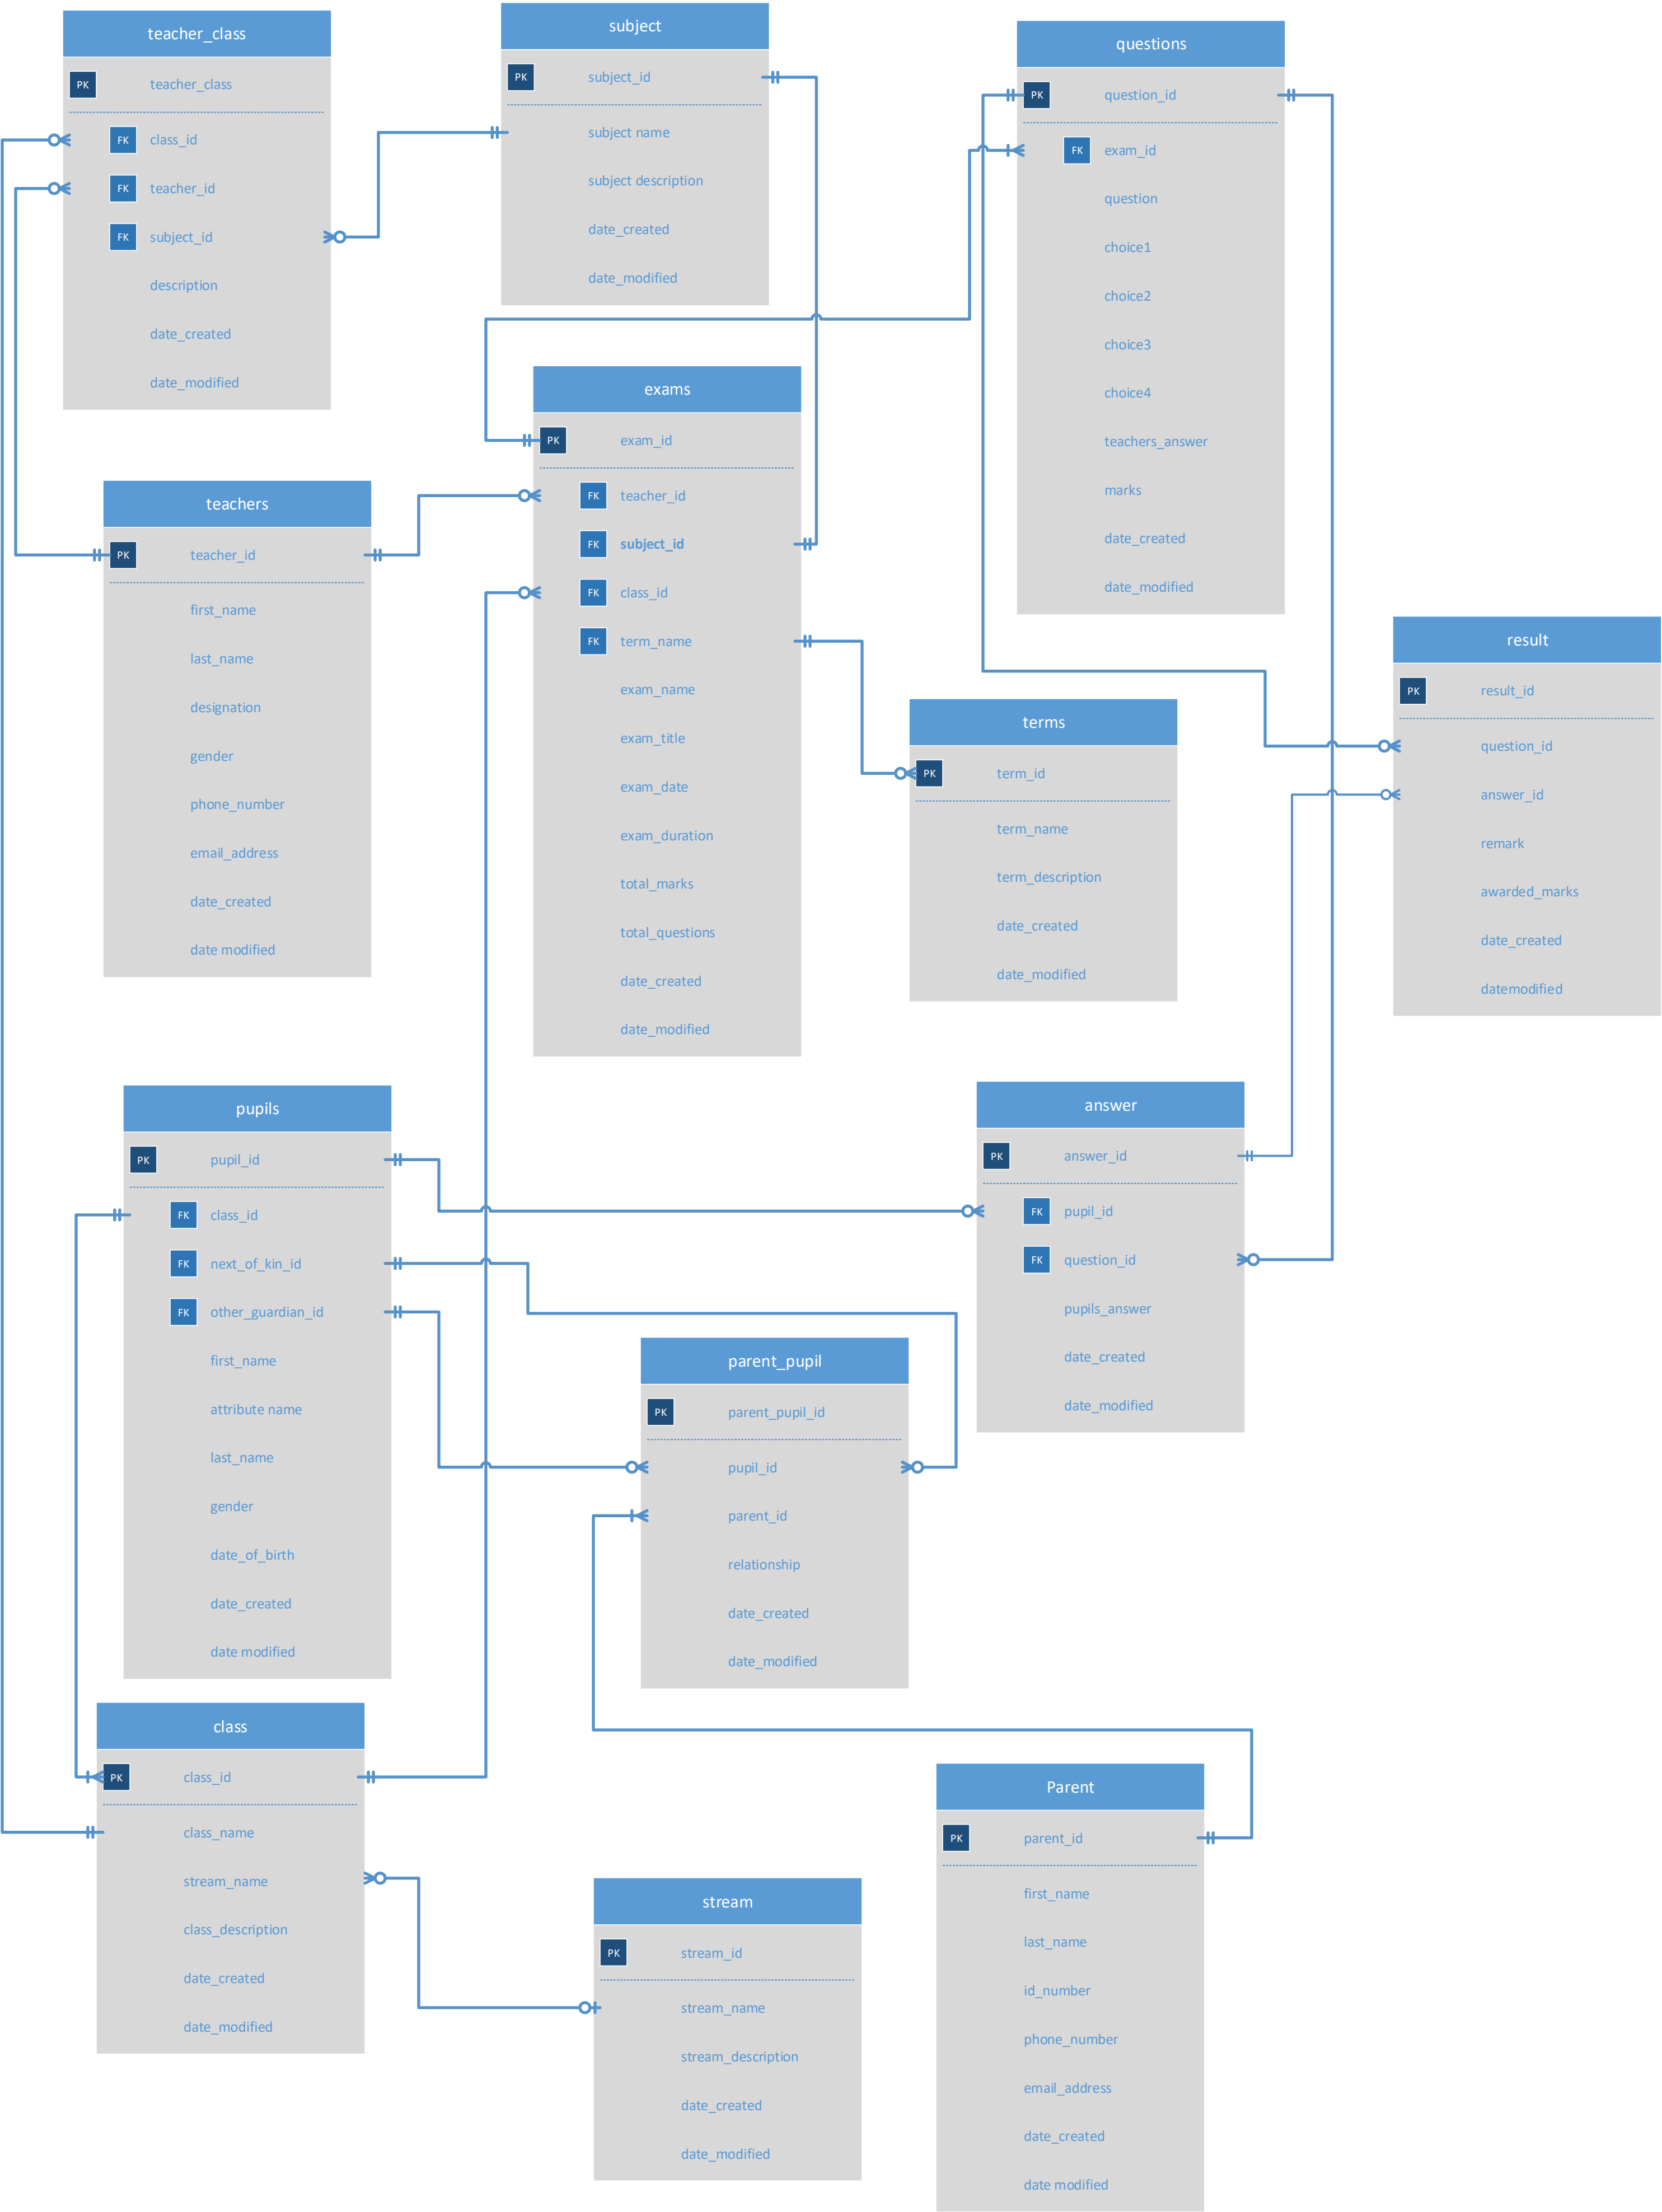 teacher_class
PK teacher_class
FK class_id
FK teacher_id
FK subject_id
description
date_created
date_modified
subject
PK subject_id
subject name
subject description
date_created
date_modified
questions
PK question_id
FK exam_id
question
choice1
choice2
choice3
choice4
teachers_answer
marks
date_created
date_modified
exams
PK exam_id
FK teacher_id
FK subject_id
FK class_id
FK term_name
exam_name
exam_title
exam_date
exam_duration
total_marks
total_questions
date_created
date_modified
teachers
PK teacher_id
first_name
last_name
designation
gender
phone_number
email_address
date_created
date modified
result
PK result_id
question_id
answer_id
remark
awarded_marks
date_created
datemodified
terms
PK term_id
term_name
term_description
date_created
date_modified
pupils
PK pupil_id
FK class_id
FK next_of_kin_id
FK other_guardian_id
first_name
attribute name
last_name
gender
date_of_birth
date_created
date modified
answer
PK answer_id
FK pupil_id
FK question_id
pupils_answer
date_created
date_modified
parent_pupil
PK parent_pupil_id
pupil_id
parent_id
relationship
date_created
date_modified
class
PK class_id
class_name
stream_name
class_description
date_created
date_modified
Parent
PK parent_id
first_name
last_name
id_number
phone_number
email_address
date_created
date modified
stream
PK stream_id
stream_name
stream_description
date_created
date_modified